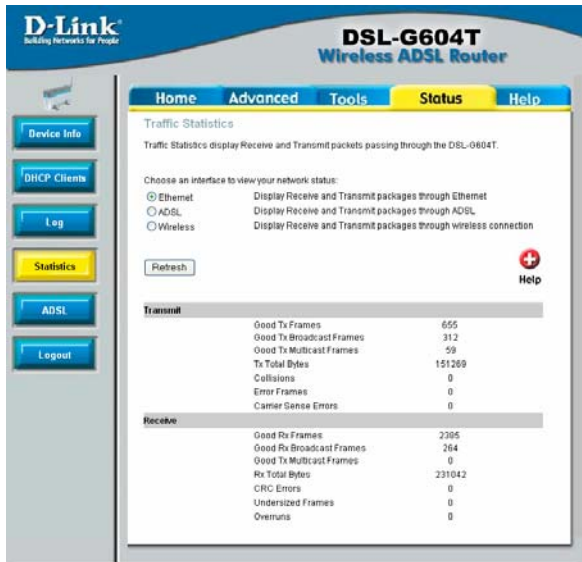 D-Link
Building Networks for People
DSL-G604T
Wireless ADSL Router
Home Advanced Tools Status Help
Device Info
DHCP Clients
Log
Statistics
ADSL
Logout
Traffic Statistics
Traffic Statistics display Receive and Transmit packets passing through the DSL-G604T.
Choose an interface to view your network status:
Ethernet Display Receive and Transmit packages through Ethernet
ADSL Display Receive and Transmit packages through ADSL
Wireless Display Receive and Transmit packages through wireless connection
Refresh
Help
Transmit
Good Tx Frames 655
Good Tx Broadcast Frames 312
Good Tx Multicast Frames 59
Tx Total Bytes 151269
Collisions 0
Error Frames 0
Carrier Sense Errors 0
Receive
Good Rx Frames 2385
Good Rx Broadcast Frames 264
Good Tx Multicast Frames 0
Rx Total Bytes 231042
CRC Errors 0
Undersized Frames 0
Overruns 0